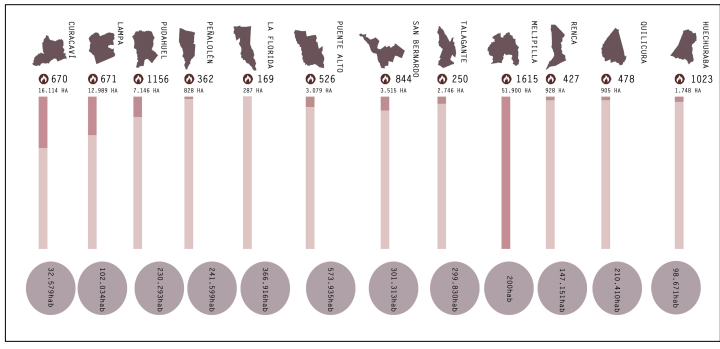 CURACAVÍ
670
16.114 HA
32.579hab
LAMPA
671
12.989 HA
102.034hab
PUDAHUEL
1156
7.146 HA
230.293hab
PEÑALOLÉN
362
828 HA
241.599hab
LA FLORIDA
169
287 HA
366.916hab
PUENTE ALTO
526
3.079 HA
573.935hab
SAN BERNARDO
844
3.515 HA
301.313hab
TALAGANTE
250
2.746 HA
299.830hab
MELIPILLA
1615
51.900 HA
200hab
RENCA
427
928 HA
147.151hab
QUILICURA
478
905 HA
210.410hab
HUECHURABA
1023
1.748 HA
98.671hab